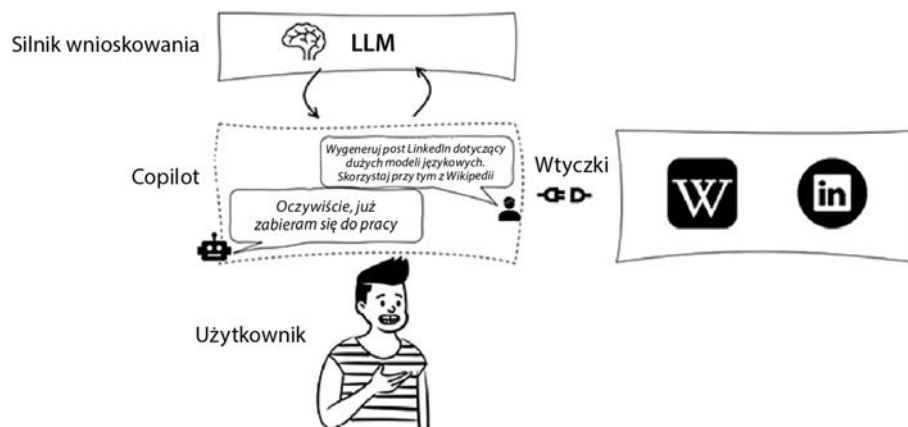 Silnik wnioskowania
LLM
Copilot
Wygeneruj post LinkedIn dotyczący
dużych modeli językowych.
Skorzystaj przy tym z Wikipedii
Oczywiście, już
zabieram się do pracy
Wtyczki
W
in
Użytkownik